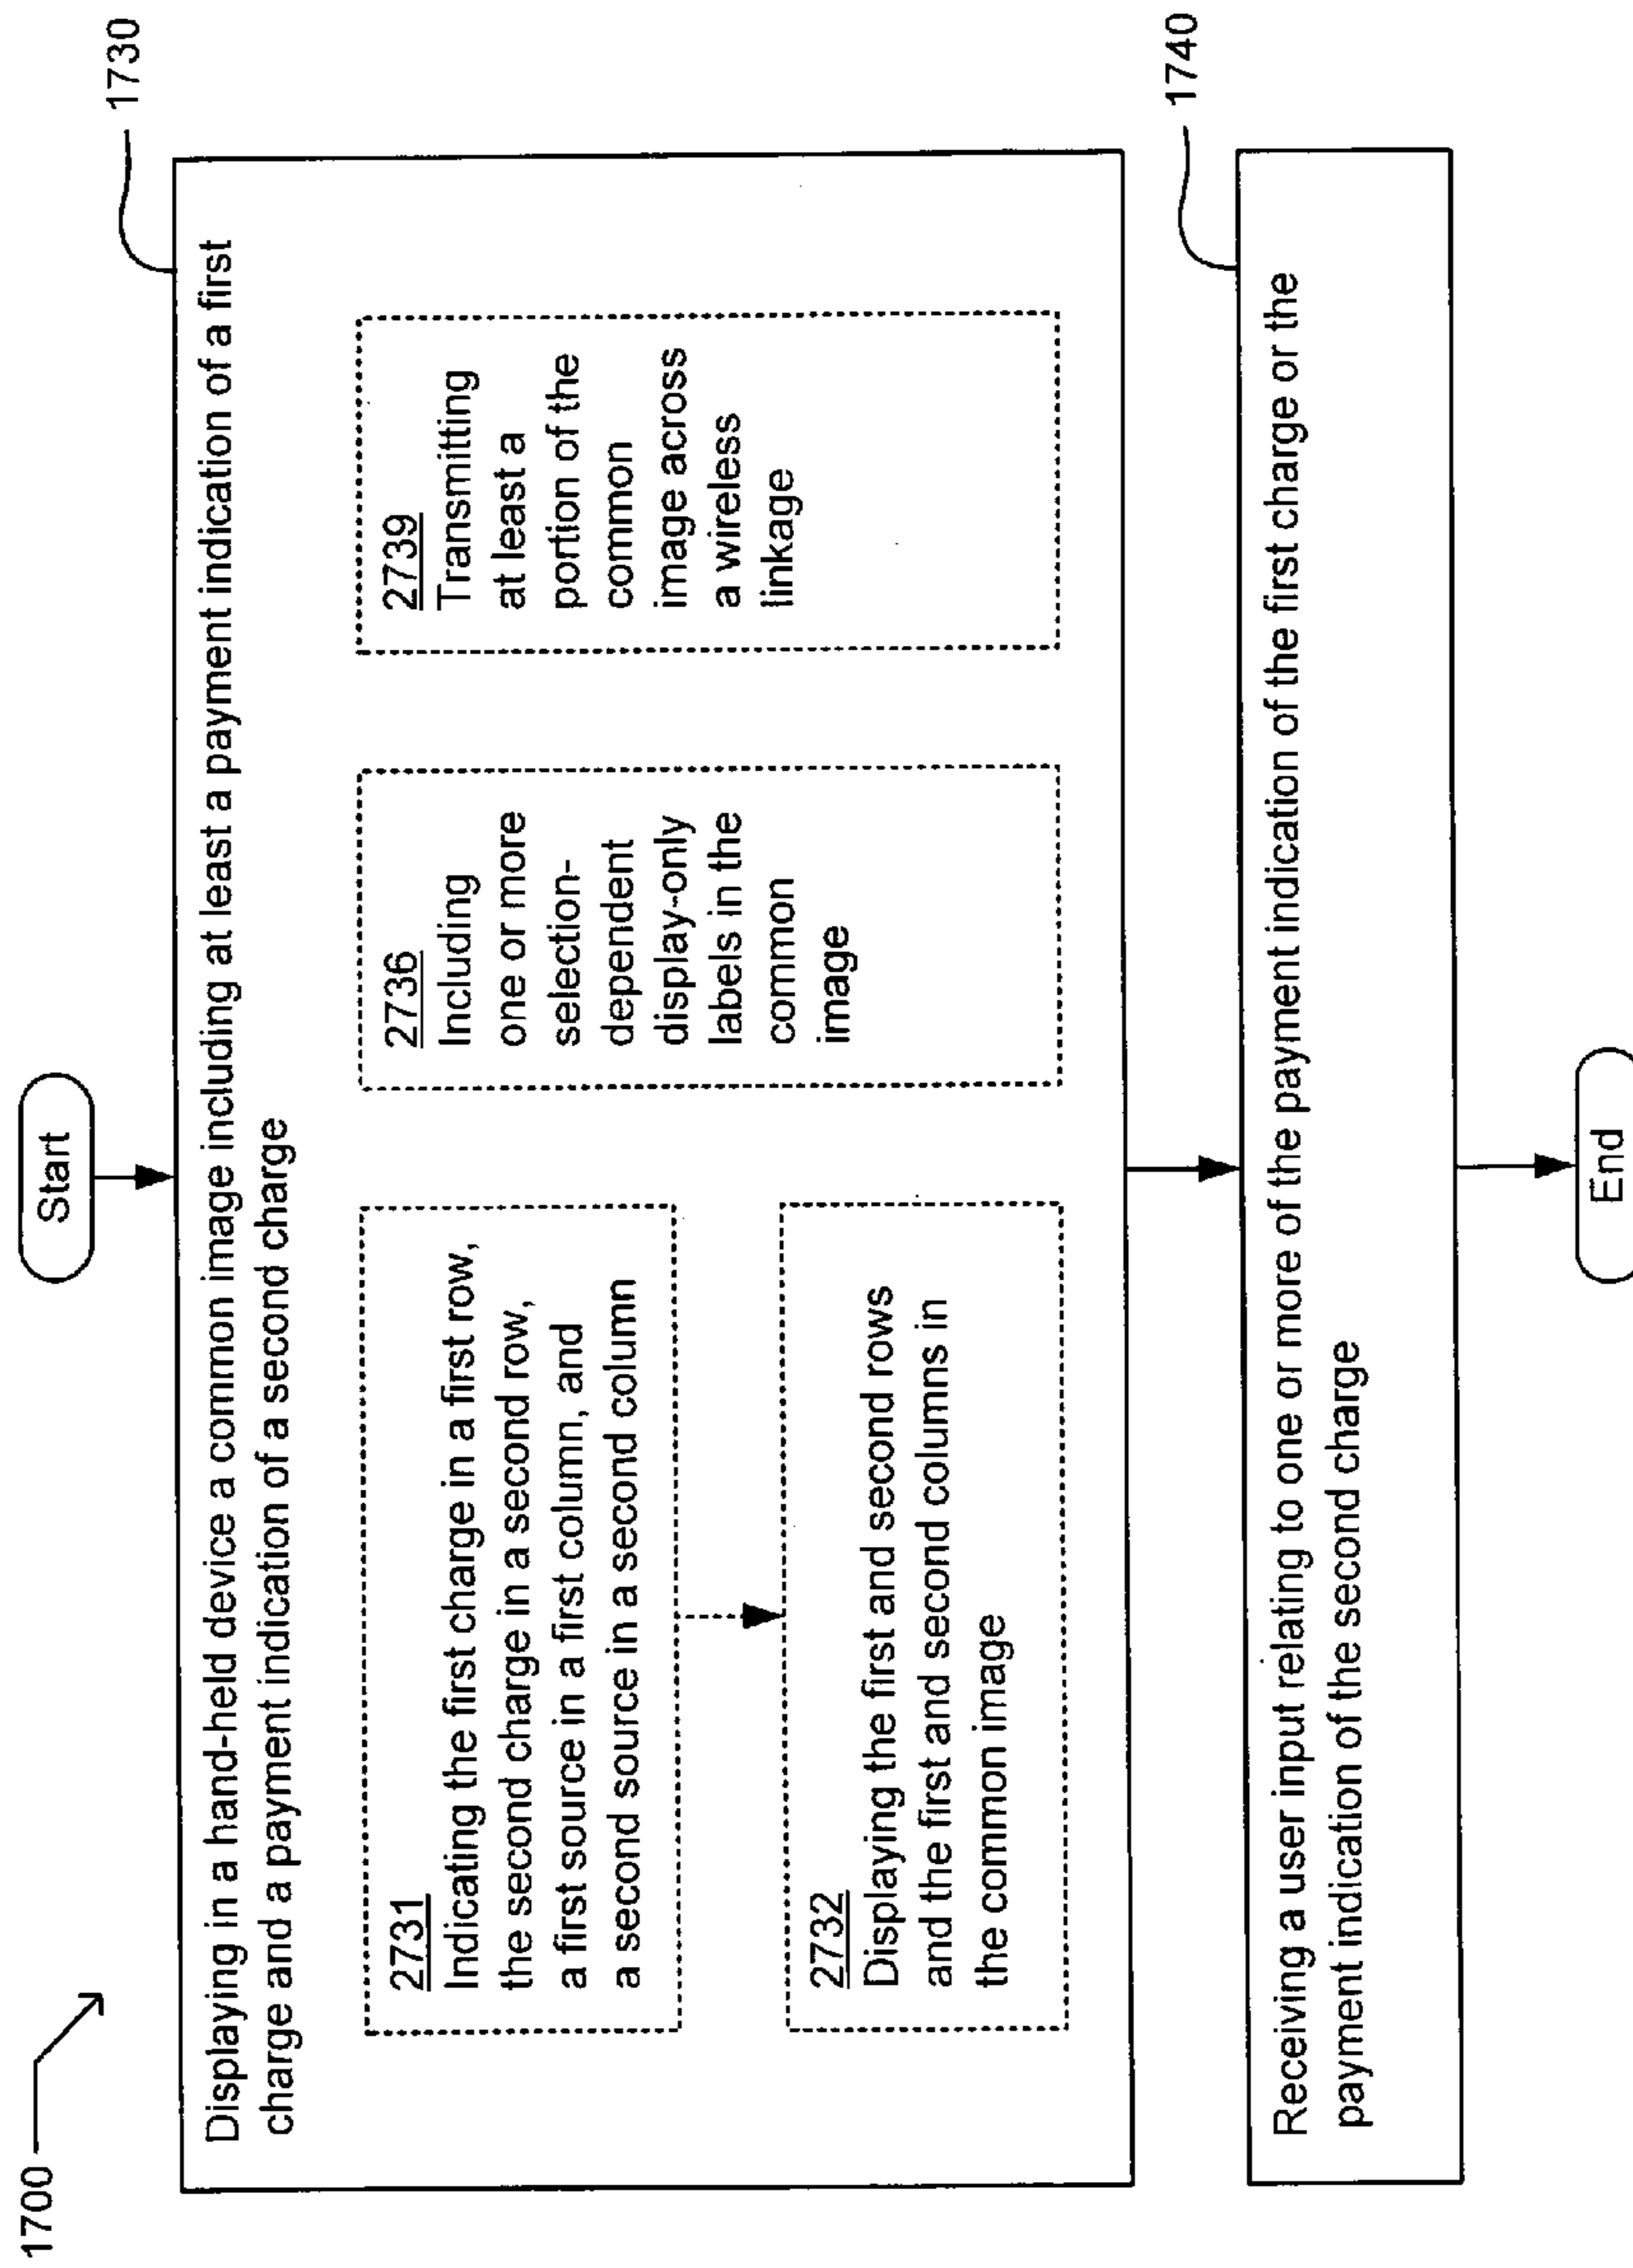 1700
Start
1730
Displaying in a hand-held device a common image including at least a payment indication of a first
charge and a payment indication of a second charge
2731
Indicating the first charge in a first row,
the second charge in a second row,
a first source in a first column, and
a second source in a second column
2732
Displaying the first and second rows
and the first and second columns in
the common image
2736
Including
one or more
selection-
dependent
display-only
labels in the
common
image
2739
Transmitting
at least a
portion of the
common
image across
a wireless
linkage
1740
Receiving a user input relating to one or more of the payment indication of the first charge or the
payment indication of the second charge
End